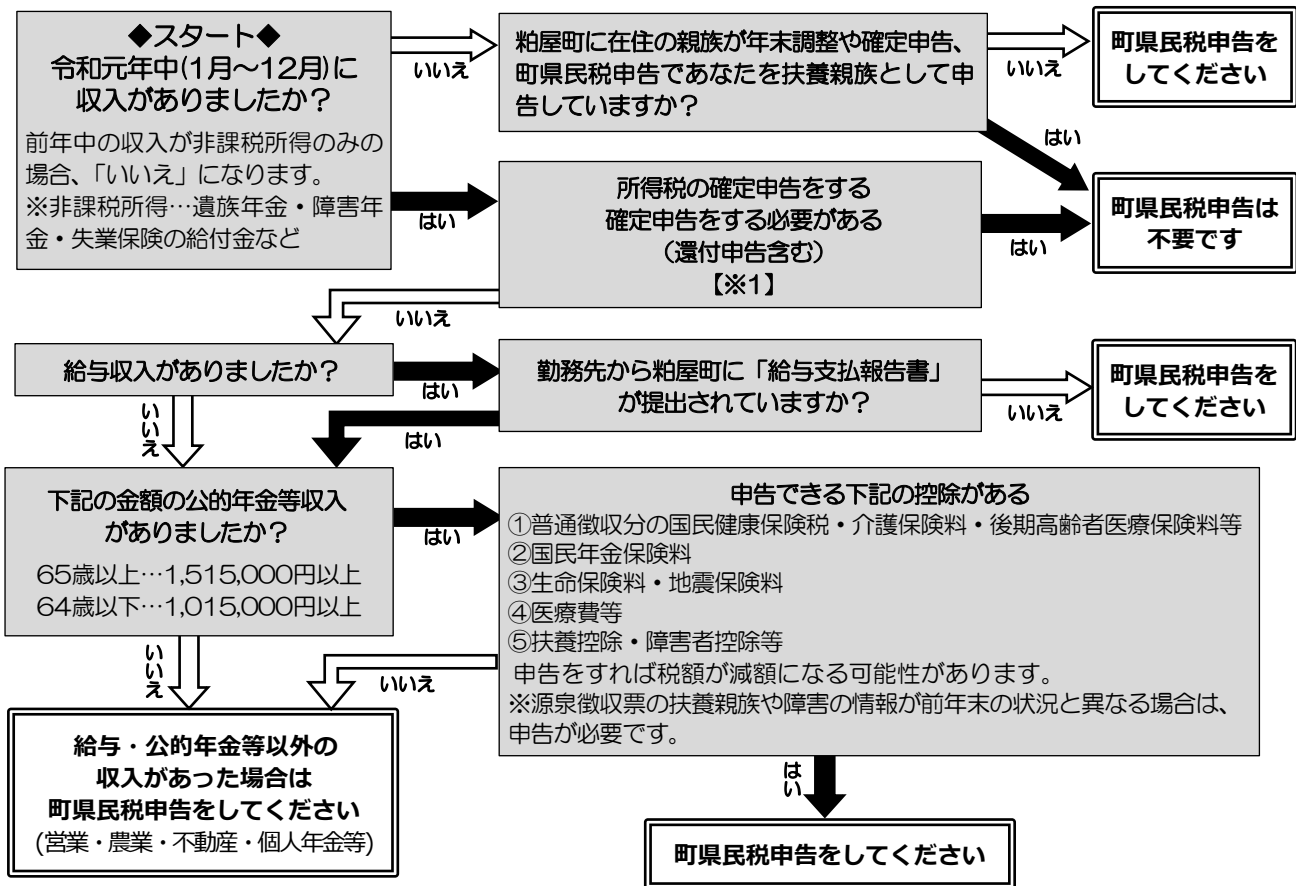 ◆スタート◆
令和元年中(1月～12月)に
収入がありましたか？
前年中の収入が非課税所得のみの
場合、「いいえ」になります。
※非課税所得…遺族年金・障害年
金・失業保険の給付金など
いいえ
粕屋町に在住の親族が年末調整や確定申告、
町県民税申告であなたを扶養親族として申
告していますか？
いいえ
町県民税申告を
してください
はい
はい
所得税の確定申告をする
確定申告をする必要がある
（還付申告含む）
【※1】
はい
町県民税申告は
不要です
いいえ
給与収入がありましたか？
はい
勤務先から粕屋町に「給与支払報告書」
が提出されていますか？
いいえ
町県民税申告を
してください
いいえ
はい
下記の金額の公的年金等収入
がありましたか？
65歳以上…1,515,000円以上
64歳以下…1,015,000円以上
はい
申告できる下記の控除がある
①普通徴収分の国民健康保険税・介護保険料・後期高齢者医療保険料等
②国民年金保険料
③生命保険料・地震保険料
④医療費等
⑤扶養控除・障害者控除等
申告をすれば税額が減額になる可能性があります。
※源泉徴収票の扶養親族や障害の情報が前年末の状況と異なる場合は、
申告が必要です。
いいえ
いいえ
給与・公的年金等以外の
収入があった場合は
町県民税申告をしてください
(営業・農業・不動産・個人年金等)
はい
町県民税申告をしてください